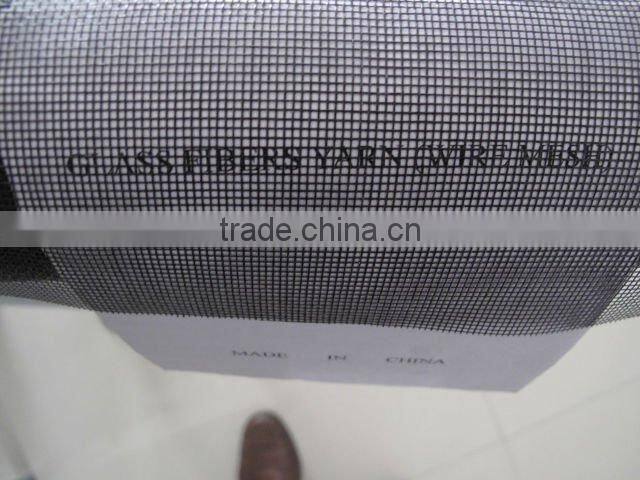 GLASS FIBERS YARN (WIRE MESH)
trade.china.cn
MADE IN CHINA